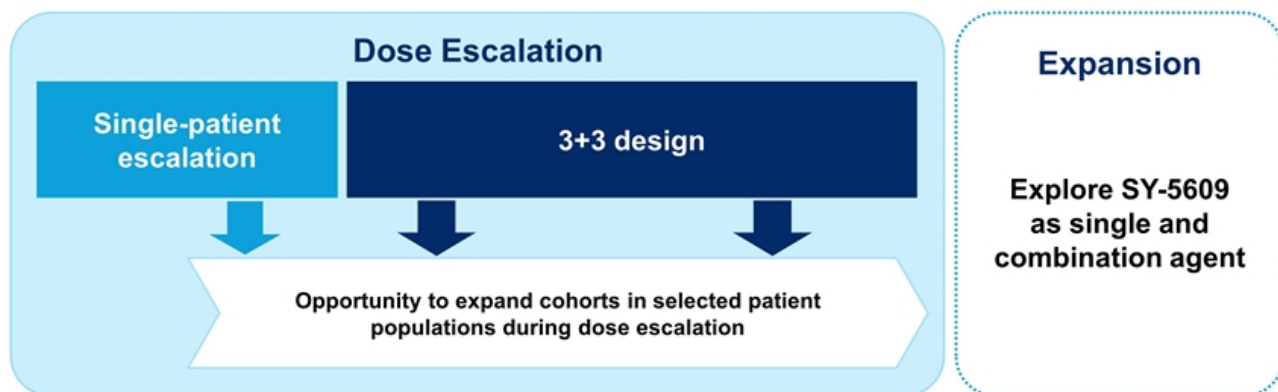 Dose Escalation
Single-patient
escalation
3+3 design
Opportunity to expand cohorts in selected patient
populations during dose escalation
Expansion
Explore SY-5609
as single and
combination agent